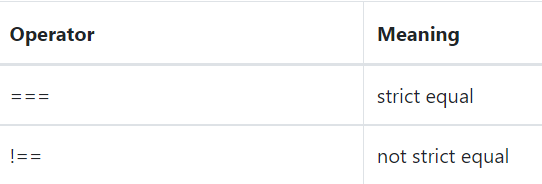 Operator Meaning
=== strict equal
!== not strict equal